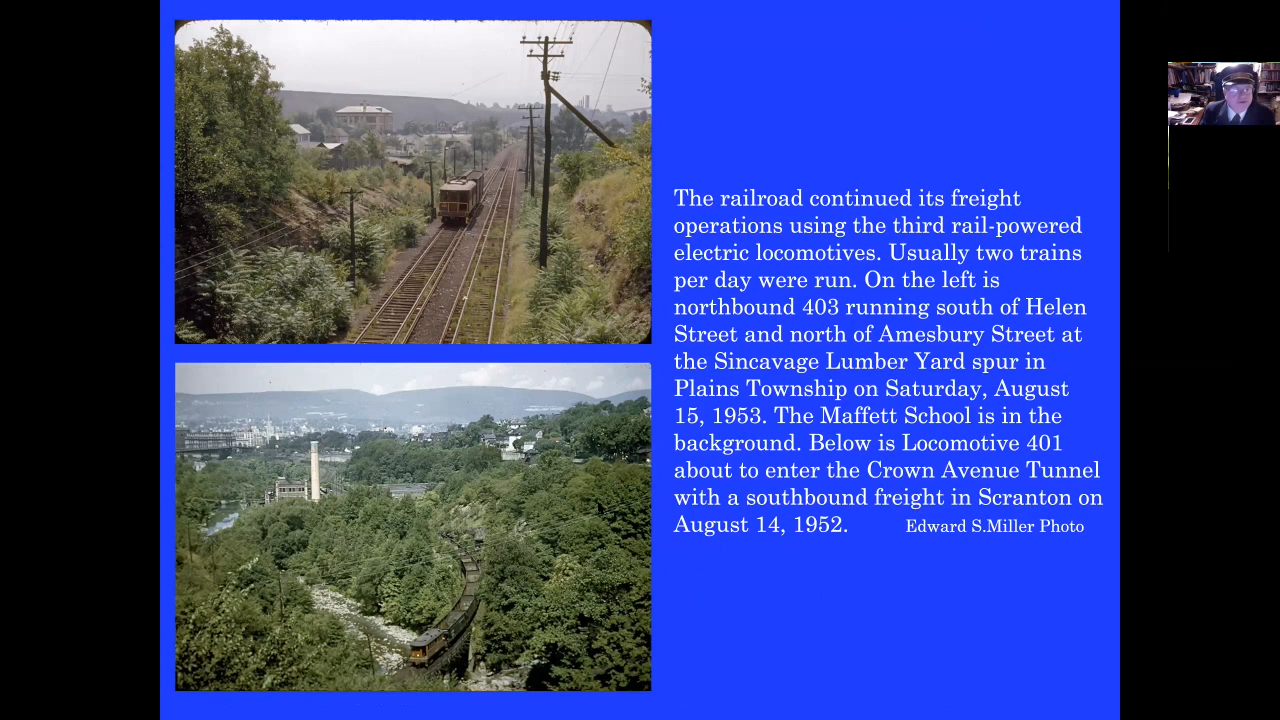 The railroad continued its freight
operations using the third rail-powered
electric locomotives. Usually two trains
per day were run. On the left is
northbound 403 running south of Helen
Street and north of Amesbury Street at
the Sincavage Lumber Yard spur in
Plains Township on Saturday, August
15, 1953. The Maffett School is in the
background. Below is Locomotive 401
about to enter the Crown Avenue Tunnel
with a southbound freight in Scranton on
August 14, 1952. Edward S.Miller Photo